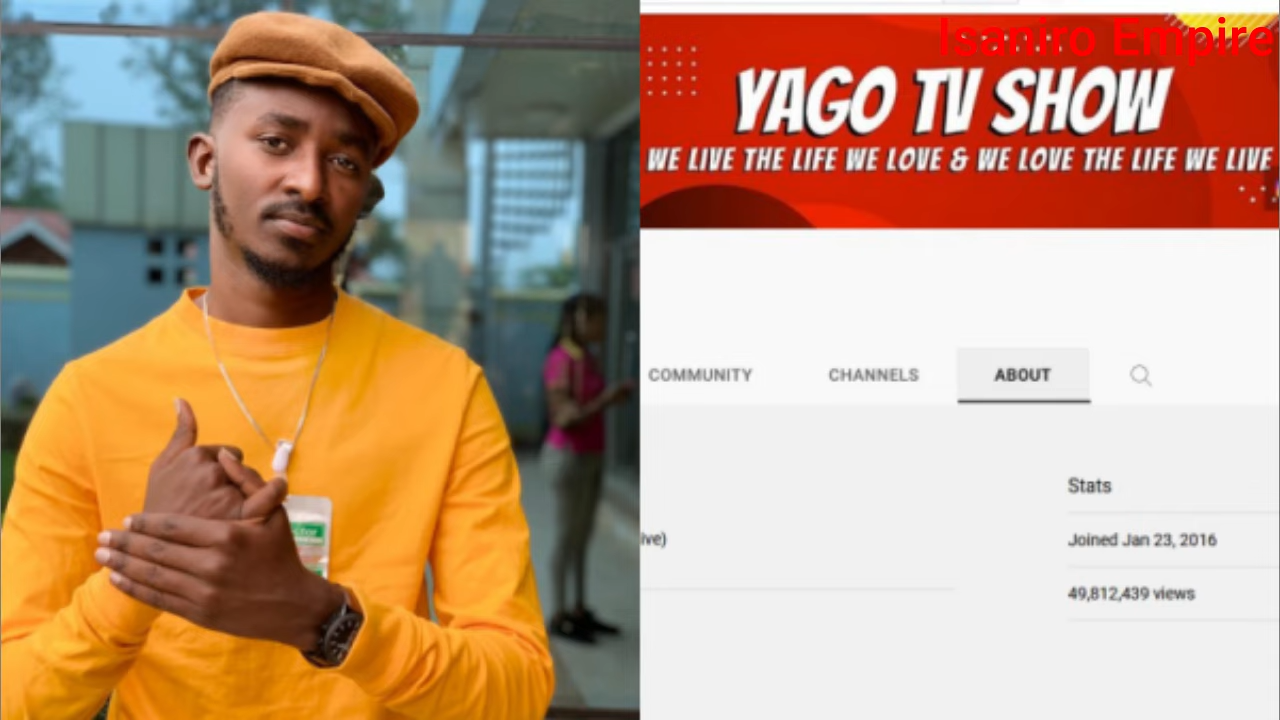 Isaniro Empire
YAGO TV SHOW
WE LIVE THE LIFE WE LOVE & WE LOVE THE LIFE WE LIVE
COMMUNITY
CHANNELS
ABOUT
Stats
ive)
Joined Jan 23, 2016
49,812,439 views